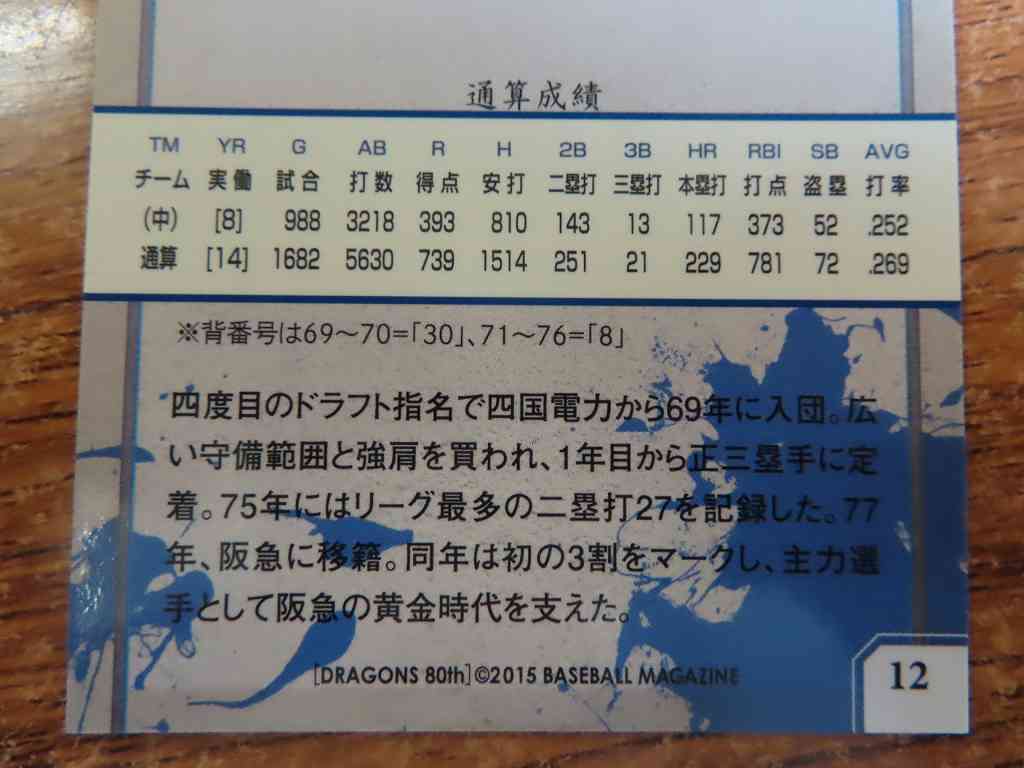 通算成績
TM YR G AB R H 2B 3B HR RBI SB AVG
チーム 実働 試合 打数 得点 安打 二塁打 三塁打 本塁打 打点 盗塁 打率
（中） [8] 988 3218 393 810 143 13 117 373 52 .252
通算 [14] 1682 5630 739 1514 251 21 229 781 72 .269
※背番号は69〜70=「30」、71〜76=「8」
四度目のドラフト指名で四国電力から69年に入団。広
い守備範囲と強肩を買われ、1年目から正三塁手に定
着。75年にはリーグ最多の二塁打27を記録した。77
年、阪急に移籍。同年は初の3割をマークし、主力選
手として阪急の黄金時代を支えた。
[DRAGONS 80th]©2015 BASEBALL MAGAZINE
12